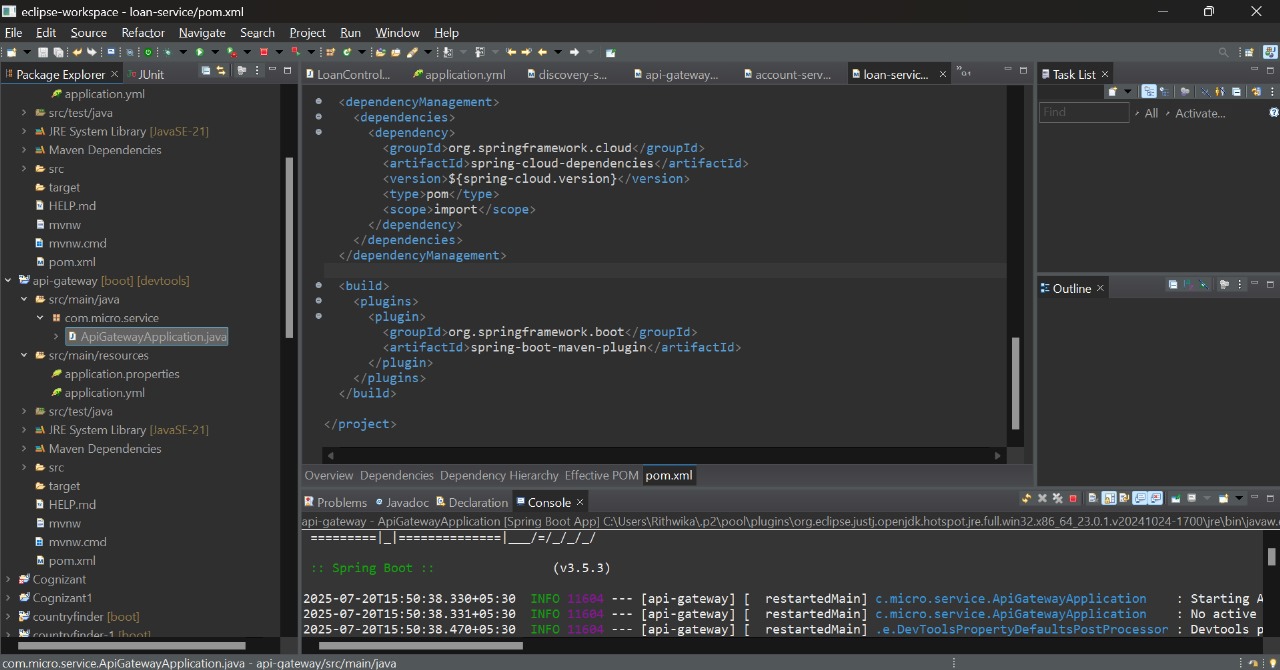 eclipse-workspace - loan-service/pom.xml
File Edit Source Refactor Navigate Search Project Run Window Help
Package Explorer × JUnit
application.yml
src/test/java
JRE System Library [JavaSE-21]
Maven Dependencies
src
target
HELP.md
mvnw
mvnw.cmd
pom.xml
api-gateway [boot] [devtools]
src/main/java
com.micro.service
ApiGatewayApplication.java
src/main/resources
application.properties
application.yml
src/test/java
JRE System Library [JavaSE-21]
Maven Dependencies
src
target
HELP.md
mvnw
mvnw.cmd
pom.xml
Cognizant
Cognizant1
countryfinder [boot]
countryfinder-1 [boot]
LoanControl... application.yml discovery-s... api-gateway... account-serv... loan-servic... × »01
<dependencyManagement>
<dependencies>
<dependency>
<groupId>org.springframework.cloud</groupId>
<artifactId>spring-cloud-dependencies</artifactId>
<version>${spring-cloud.version}</version>
<type>pom</type>
<scope>import</scope>
</dependency>
</dependencies>
</dependencyManagement>
<build>
<plugins>
<plugin>
<groupId>org.springframework.boot</groupId>
<artifactId>spring-boot-maven-plugin</artifactId>
</plugin>
</plugins>
</build>
</project>
Overview Dependencies Dependency Hierarchy Effective POM pom.xml
Task List ×
Find All Activate...
Outline ×
Problems Javadoc Declaration Console ×
api-gateway - ApiGatewayApplication [Spring Boot App] C:\Users\Rithwika\.p2\pool\plugins\org.eclipse.justj.openjdk.hotspot.jre.full.win32.x86_64_23.0.1.v20241024-1700\jre\bin\javaw.
=========|_|==============|___/=/_/_/_/
:: Spring Boot :: (v3.5.3)
2025-07-20T15:50:38.330+05:30 INFO 11604 --- [api-gateway] [ restartedMain] c.micro.service.ApiGatewayApplication : Starting A
2025-07-20T15:50:38.331+05:30 INFO 11604 --- [api-gateway] [ restartedMain] c.micro.service.ApiGatewayApplication : No active
2025-07-20T15:50:38.470+05:30 INFO 11604 --- [api-gateway] [ restartedMain] .e.DevToolsPropertyDefaultsPostProcessor : Devtools p
com.micro.service.ApiGatewayApplication.java - api-gateway/src/main/java